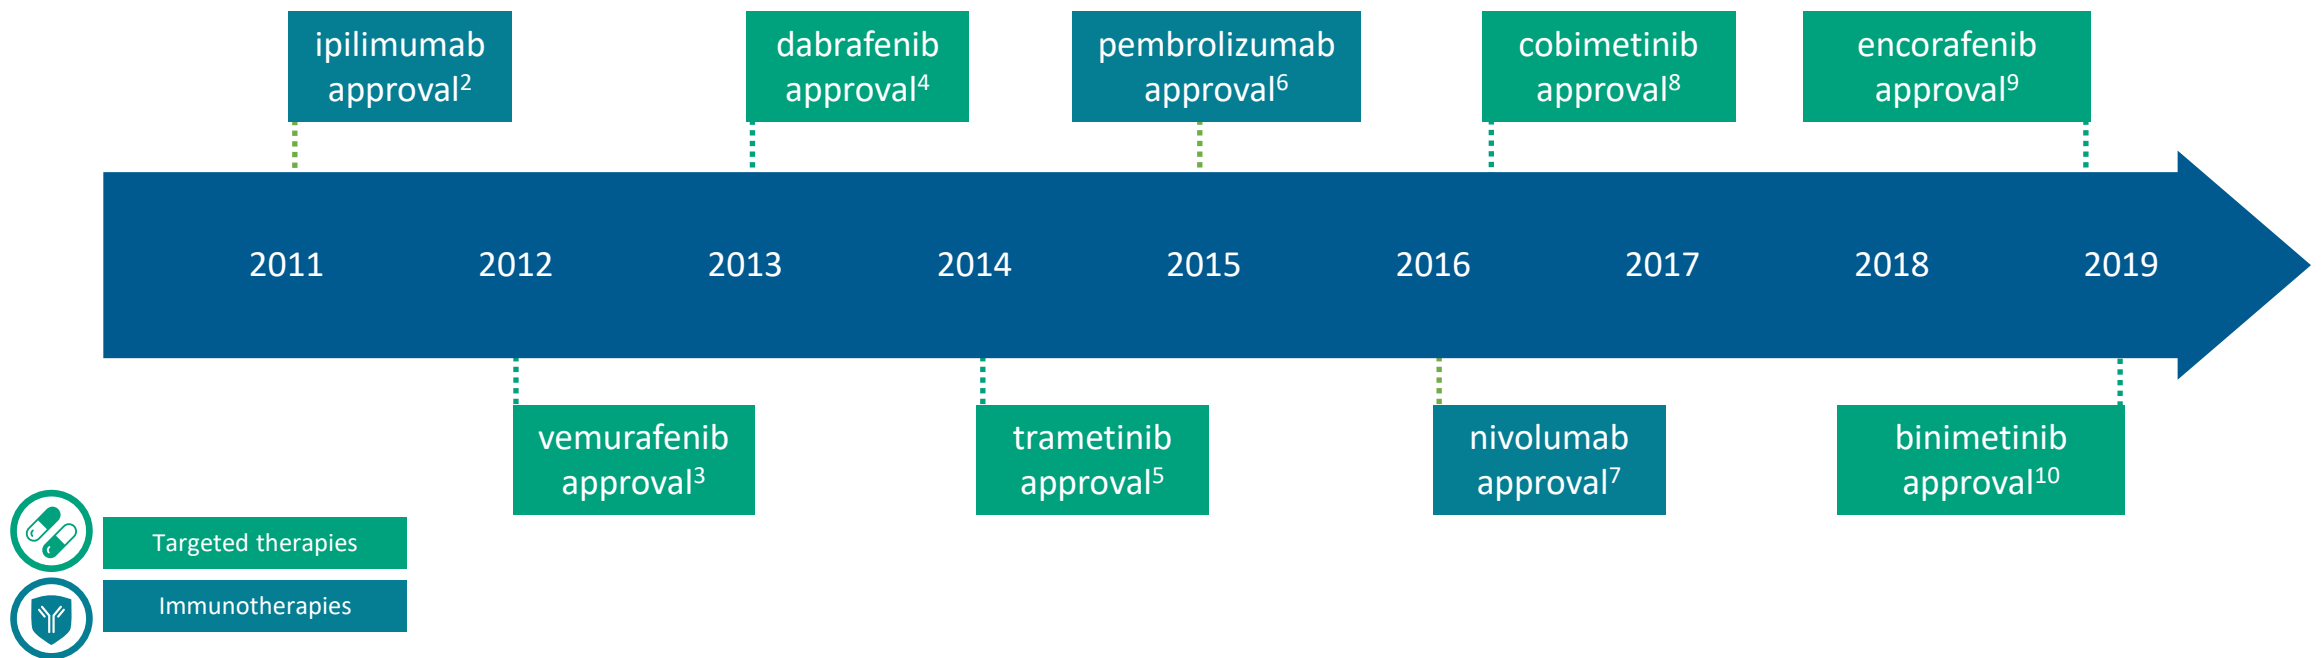 ipilimumab
approval2
dabrafenib
approval4
pembrolizumab
approval6
cobimetinib
approval8
encorafenib
approval9
2011
2012
2013
2014
2015
2016
2017
2018
2019
vemurafenib
approval3
trametinib
approval5
nivolumab
approval7
binimetinib
approval10
Targeted therapies
Immunotherapies